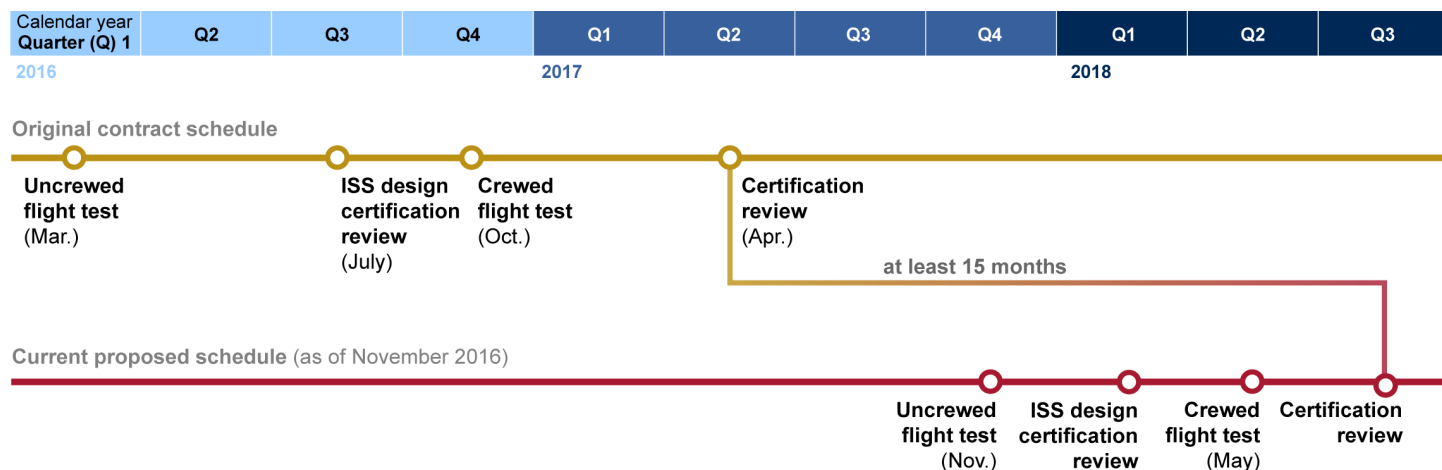 Calendar year
Quarter (Q) 1 Q2 Q3 Q4 Q1 Q2 Q3 Q4 Q1 Q2 Q3
2016 2017 2018
Original contract schedule
Uncrewed
flight test
(Mar.)
ISS design
certification
review
(July)
Crewed
flight test
(Oct.)
Certification
review
(Apr.)
at least 15 months
Current proposed schedule (as of November 2016)
Uncrewed
flight test
(Nov.)
ISS design
certification
review
Crewed
flight test
(May)
Certification
review